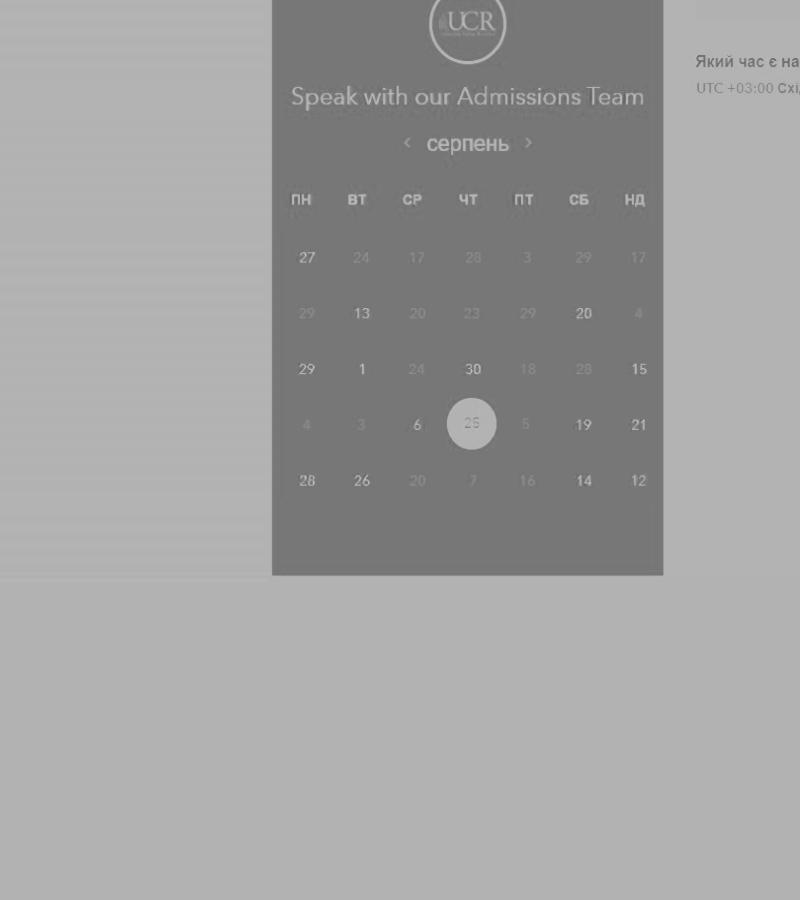 UCR
Speak with our Admissions Team
‹ серпень ›
ПН ВТ СР ЧТ ПТ СБ НД
27 24 17 28 3 29 17
29 13 20 23 29 20 4
29 1 24 30 18 28 15
4 3 6 25 5 19 21
28 26 20 7 16 14 12
Який час є на
UTC +03:00 Схі